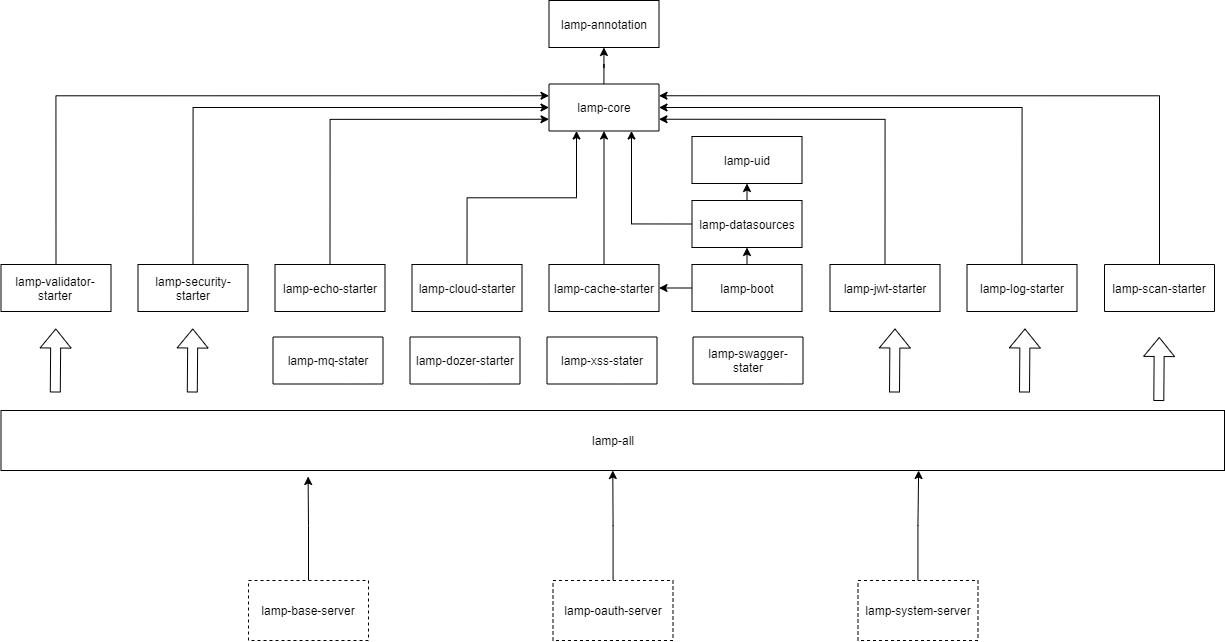 lamp-annotation
lamp-core
lamp-uid
lamp-datasources
lamp-validator-
starter
lamp-security-
starter
lamp-echo-starter
lamp-cloud-starter
lamp-cache-starter
lamp-boot
lamp-jwt-starter
lamp-log-starter
lamp-scan-starter
lamp-mq-stater
lamp-dozer-starter
lamp-xss-stater
lamp-swagger-
stater
lamp-all
lamp-base-server
lamp-oauth-server
lamp-system-server